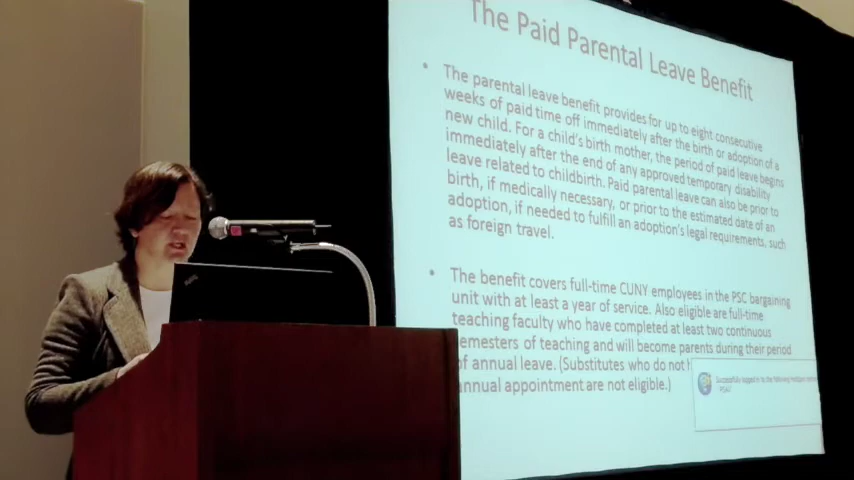 The Paid Parental Leave Benefit
• The parental leave benefit provides for up to eight consecutive
weeks of paid time off immediately after the birth or adoption of a
new child. For a child's birth mother, the period of paid leave begins
immediately after the end of any approved temporary disability
leave related to childbirth. Paid parental leave can also be prior to
birth, if medically necessary, or prior to the estimated date of an
adoption, if needed to fulfill an adoption's legal requirements, such
as foreign travel.
• The benefit covers full-time CUNY employees in the PSC bargaining
unit with at least a year of service. Also eligible are full-time
teaching faculty who have completed at least two continuous
semesters of teaching and will become parents during their period
of annual leave. (Substitutes who do not
annual appointment are not eligible.)
Successfully logged in to the following